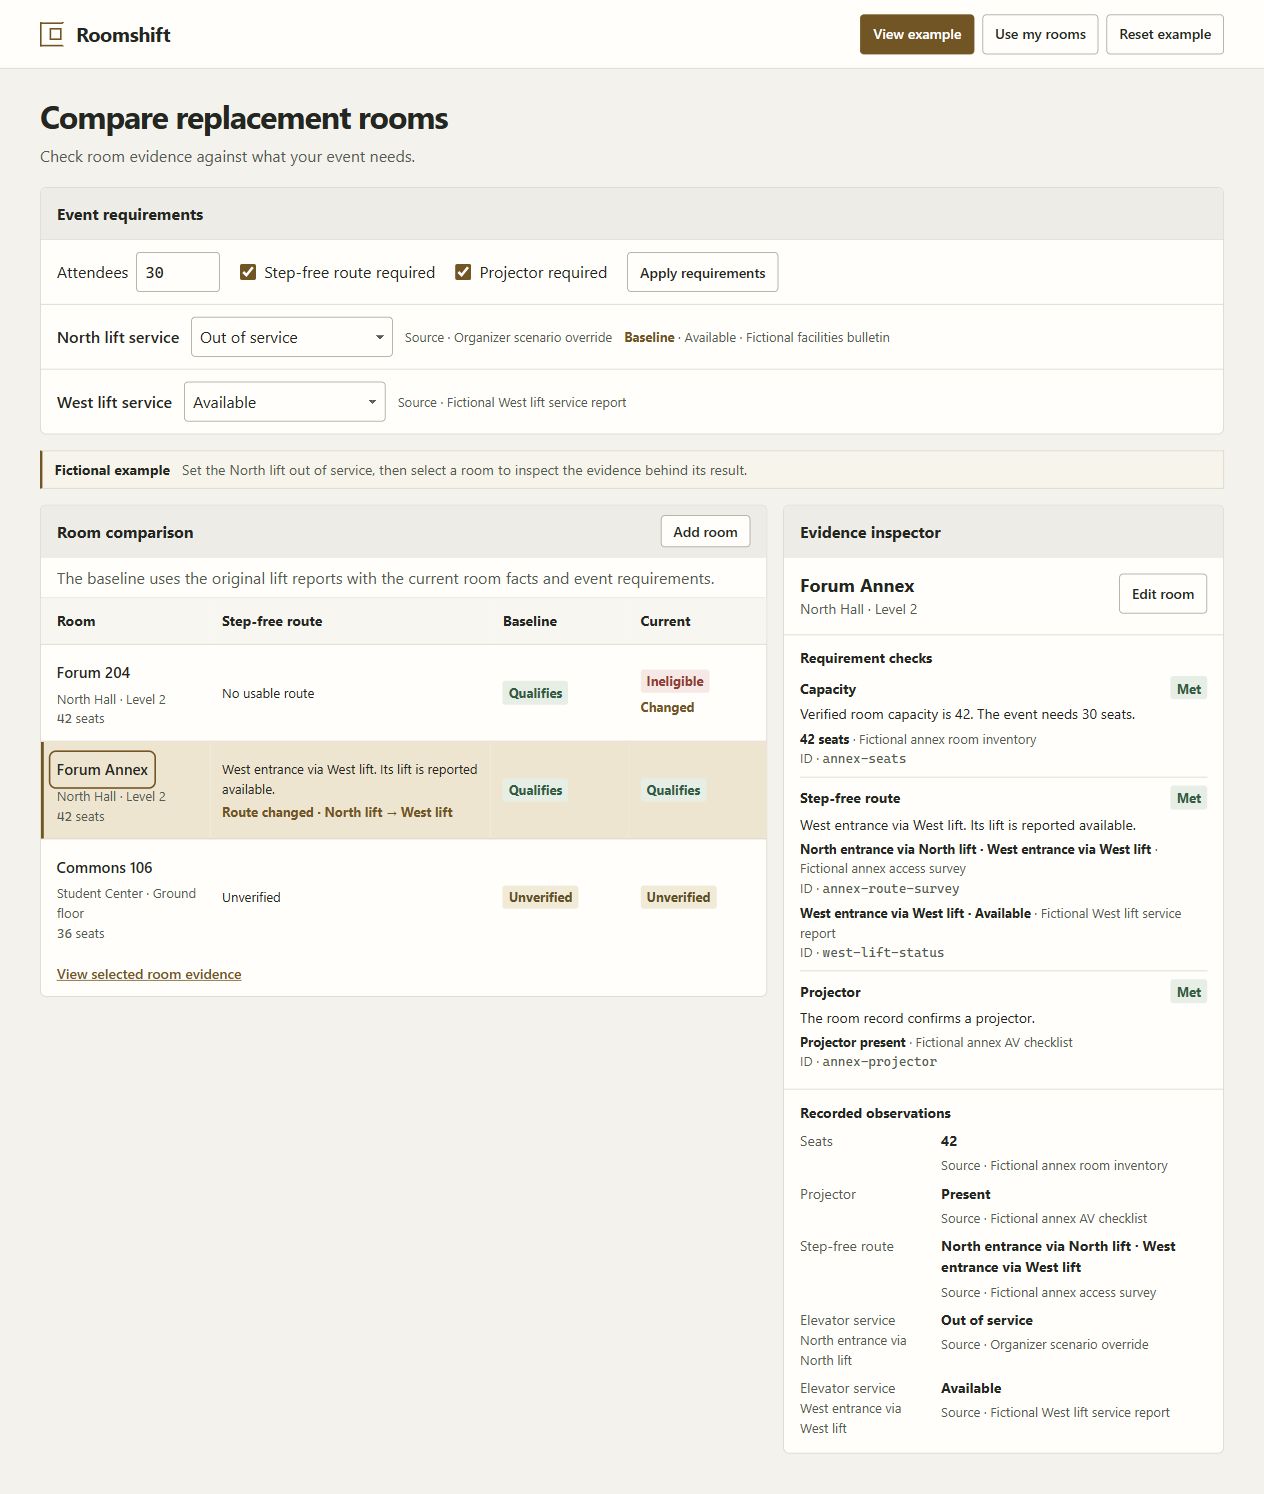 Roomshift
View example
Use my rooms
Reset example
Compare replacement rooms
Check room evidence against what your event needs.
Event requirements
Attendees 30 Step-free route required Projector required Apply requirements
North lift service Out of service Source · Organizer scenario override Baseline · Available · Fictional facilities bulletin
West lift service Available Source · Fictional West lift service report
Fictional example Set the North lift out of service, then select a room to inspect the evidence behind its result.
Room comparison
Add room
The baseline uses the original lift reports with the current room facts and event requirements.
Room Step-free route Baseline Current
Forum 204
North Hall · Level 2
42 seats
No usable route
Qualifies
Ineligible
Changed
Forum Annex
North Hall · Level 2
42 seats
West entrance via West lift. Its lift is reported
available.
Route changed · North lift → West lift
Qualifies
Qualifies
Commons 106
Student Center · Ground
floor
36 seats
Unverified
Unverified
Unverified
View selected room evidence
Evidence inspector
Forum Annex
North Hall · Level 2
Edit room
Requirement checks
Capacity Met
Verified room capacity is 42. The event needs 30 seats.
42 seats · Fictional annex room inventory
ID · annex-seats
Step-free route Met
West entrance via West lift. Its lift is reported available.
North entrance via North lift · West entrance via West lift ·
Fictional annex access survey
ID · annex-route-survey
West entrance via West lift · Available · Fictional West lift service
report
ID · west-lift-status
Projector Met
The room record confirms a projector.
Projector present · Fictional annex AV checklist
ID · annex-projector
Recorded observations
Seats 42
Source · Fictional annex room inventory
Projector Present
Source · Fictional annex AV checklist
Step-free route North entrance via North lift · West
entrance via West lift
Source · Fictional annex access survey
Elevator service
North entrance via
North lift
Out of service
Source · Organizer scenario override
Elevator service
West entrance via
West lift
Available
Source · Fictional West lift service report